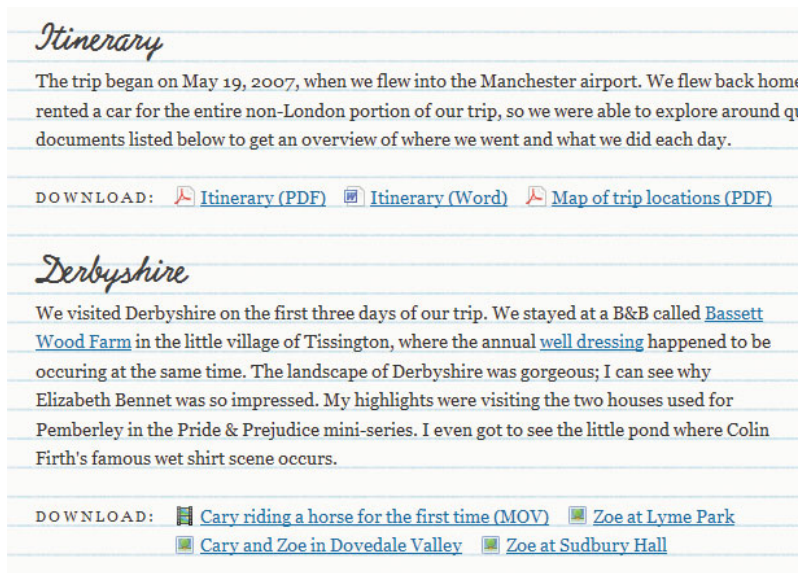 Itinerary
The trip began on May 19, 2007, when we flew into the Manchester airport. We flew back home
rented a car for the entire non-London portion of our trip, so we were able to explore around
documents listed below to get an overview of where we went and what we did each day.
DOWNLOAD: Itinerary (PDF) Itinerary (Word) Map of trip locations (PDF)
Derbyshire
We visited Derbyshire on the first three days of our trip. We stayed at a B&B called Bassett
Wood Farm in the little village of Tissington, where the annual well dressing happened to be
occuring at the same time. The landscape of Derbyshire was gorgeous; I can see why
Elizabeth Bennet was so impressed. My highlights were visiting the two houses used for
Pemberley in the Pride & Prejudice mini-series. I even got to see the little pond where Colin
Firth's famous wet shirt scene occurs.
DOWNLOAD: Cary riding a horse for the first time (MOV) Zoe at Lyme Park
Cary and Zoe in Dovedale Valley Zoe at Sudbury Hall